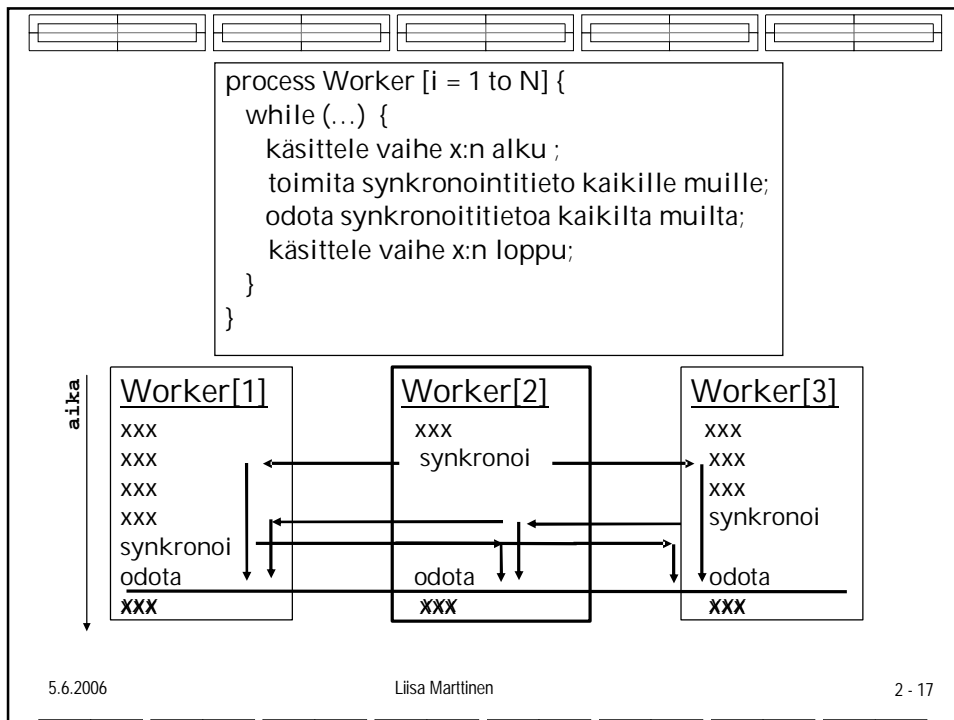 process Worker [i = 1 to N] {
while (…) {
käsittele vaihe x:n alku ;
toimita synkronointitieto kaikille muille;
odota synkronoititietoa kaikilta muilta;
käsittele vaihe x:n loppu;
}
}
aika
Worker[1]
xxx
xxx
xxx
xxx
synkronoi
odota
xxx
Worker[2]
xxx
synkronoi
odota
xxx
Worker[3]
xxx
xxx
xxx
synkronoi
odota
xxx
5.6.2006
Liisa Marttinen
2 - 17